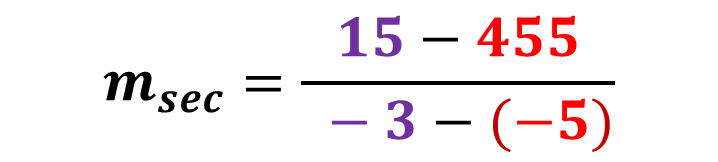 m_sec = (15 − 455) / (− 3 − (−5))